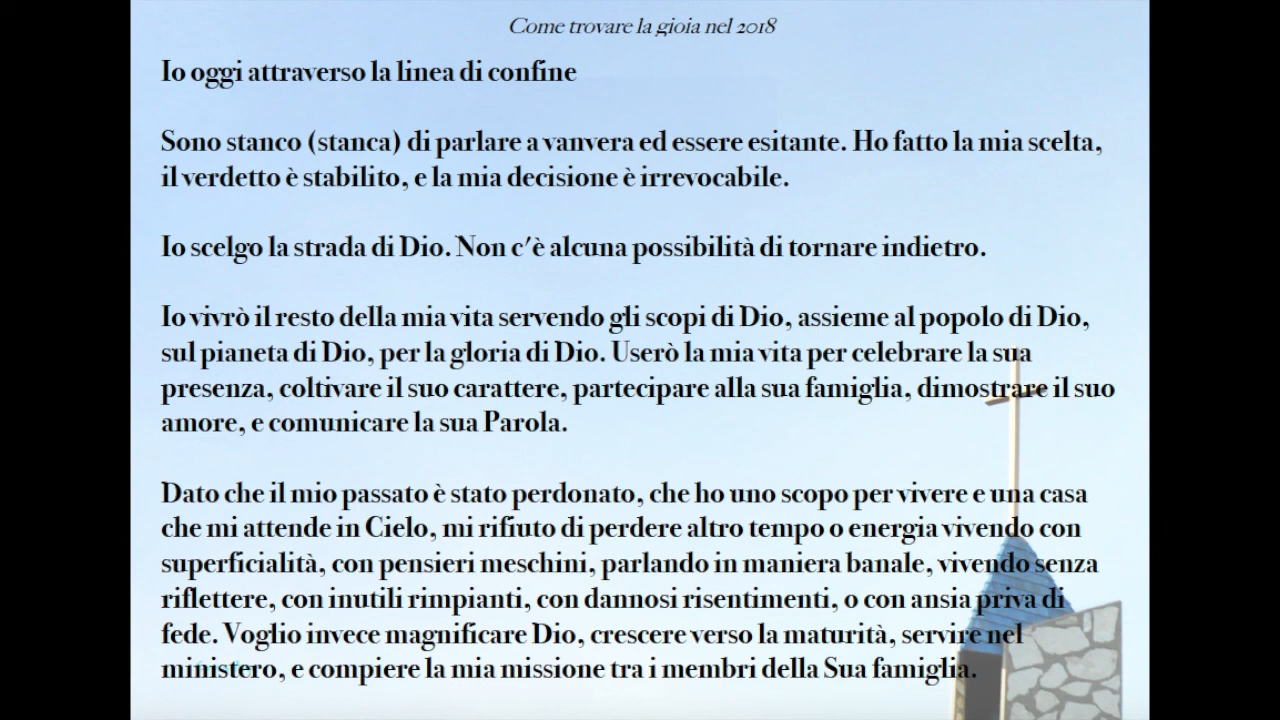 Come trovare la gioia nel 2018
Io oggi attraverso la linea di confine
Sono stanco (stanca) di parlare a vanvera ed essere esitante. Ho fatto la mia scelta,
il verdetto è stabilito, e la mia decisione è irrevocabile.
Io scelgo la strada di Dio. Non c'è alcuna possibilità di tornare indietro.
Io vivrò il resto della mia vita servendo gli scopi di Dio, assieme al popolo di Dio,
sul pianeta di Dio, per la gloria di Dio. Userò la mia vita per celebrare la sua
presenza, coltivare il suo carattere, partecipare alla sua famiglia, dimostrare il suo
amore, e comunicare la sua Parola.
Dato che il mio passato è stato perdonato, che ho uno scopo per vivere e una casa
che mi attende in Cielo, mi rifiuto di perdere altro tempo o energia vivendo con
superficialità, con pensieri meschini, parlando in maniera banale, vivendo senza
riflettere, con inutili rimpianti, con dannosi risentimenti, o con ansia priva di
fede. Voglio invece magnificare Dio, crescere verso la maturità, servire nel
ministero, e compiere la mia missione tra i membri della Sua famiglia.